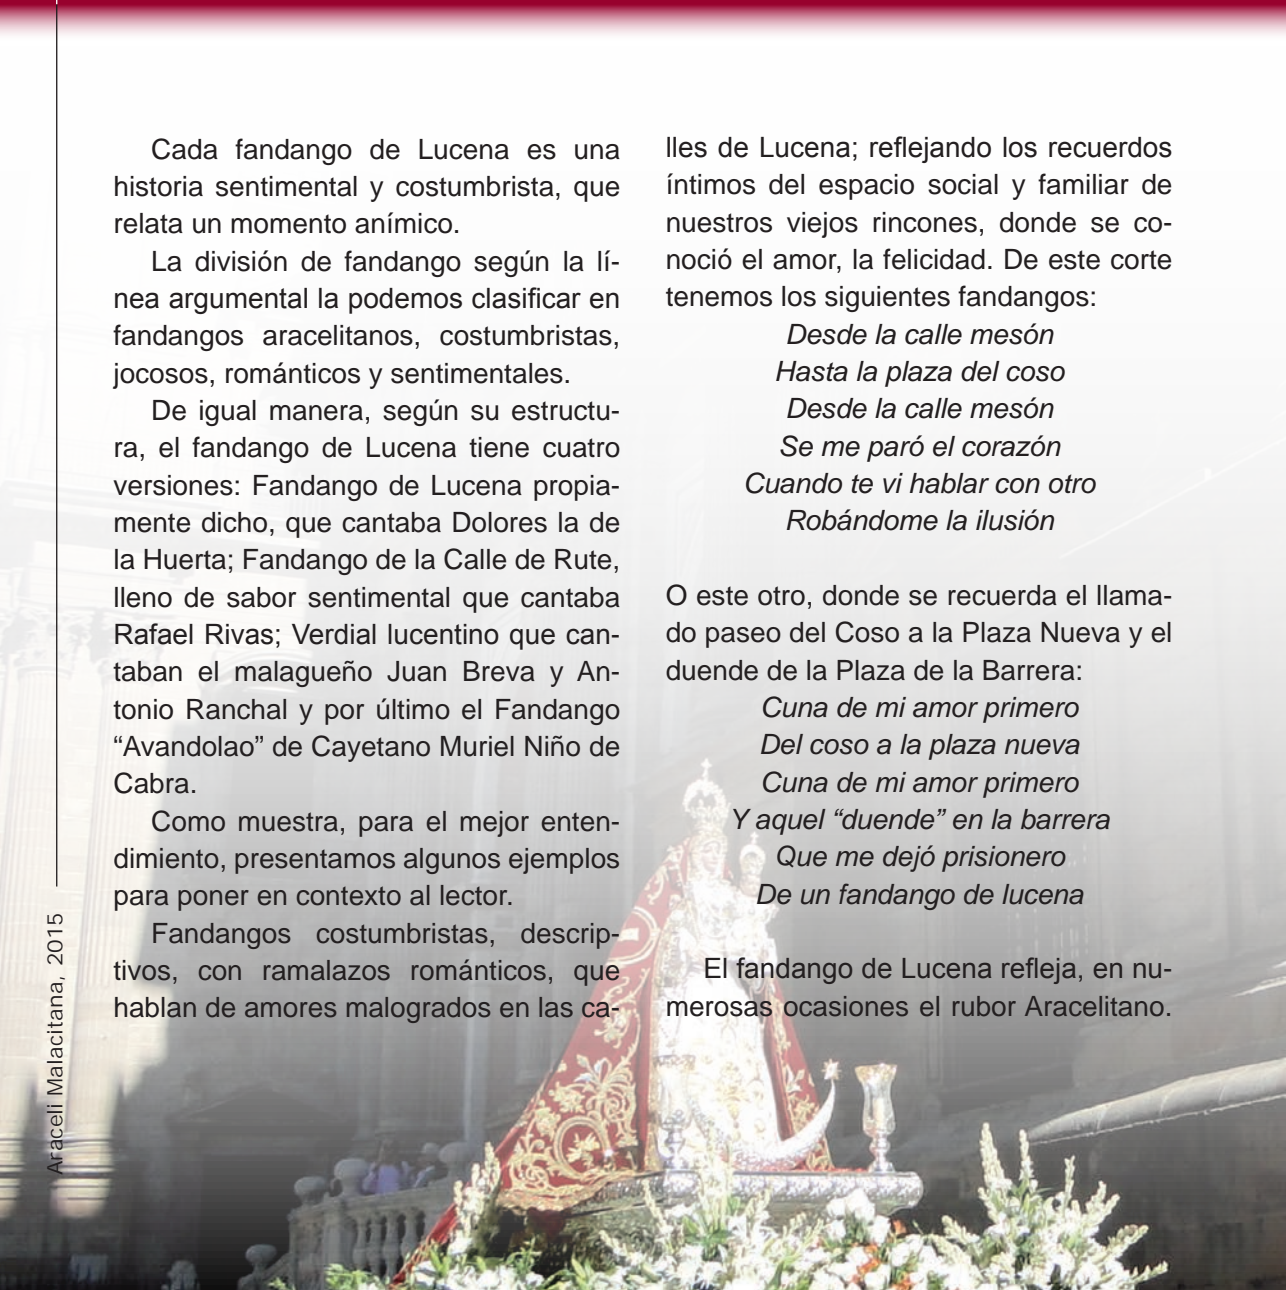 Cada fandango de Lucena es una
historia sentimental y costumbrista, que
relata un momento anímico.
La división de fandango según la lí-
nea argumental la podemos clasificar en
fandangos aracelitanos, costumbristas,
jocosos, románticos y sentimentales.
De igual manera, según su estructu-
ra, el fandango de Lucena tiene cuatro
versiones: Fandango de Lucena propia-
mente dicho, que cantaba Dolores la de
la Huerta; Fandango de la Calle de Rute,
lleno de sabor sentimental que cantaba
Rafael Rivas; Verdial lucentino que can-
taban el malagueño Juan Breva y An-
tonio Ranchal y por último el Fandango
“Avandolao” de Cayetano Muriel Niño de
Cabra.
Como muestra, para el mejor enten-
dimiento, presentamos algunos ejemplos
para poner en contexto al lector.
Fandangos costumbristas, descrip-
tivos, con ramalazos románticos, que
hablan de amores malogrados en las ca-
lles de Lucena; reflejando los recuerdos
íntimos del espacio social y familiar de
nuestros viejos rincones, donde se co-
noció el amor, la felicidad. De este corte
tenemos los siguientes fandangos:
Desde la calle mesón
Hasta la plaza del coso
Desde la calle mesón
Se me paró el corazón
Cuando te vi hablar con otro
Robándome la ilusión
O este otro, donde se recuerda el llama-
do paseo del Coso a la Plaza Nueva y el
duende de la Plaza de la Barrera:
Cuna de mi amor primero
Del coso a la plaza nueva
Cuna de mi amor primero
Y aquel “duende” en la barrera
Que me dejó prisionero
De un fandango de lucena
El fandango de Lucena refleja, en nu-
merosas ocasiones el rubor Aracelitano.
Araceli Malacitana, 2015